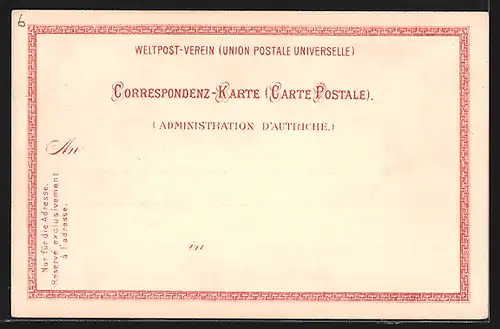 6
WELTPOST-VEREIN (UNION POSTALE UNIVERSELLE)
CORRESPONDENZ-KARTE (CARTE POSTALE).
(ADMINISTRATION D'AUTRICHE.)
An
in
Nur für die Adresse.
Réservé exclusivement
à l'adresse.